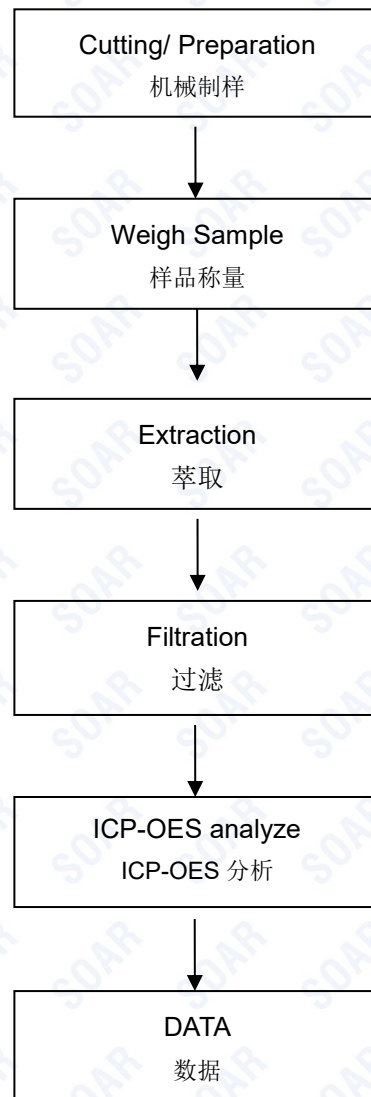 Cutting/ Preparation
机械制样
Weigh Sample
样品称量
Extraction
萃取
Filtration
过滤
ICP-OES analyze
ICP-OES 分析
DATA
数据